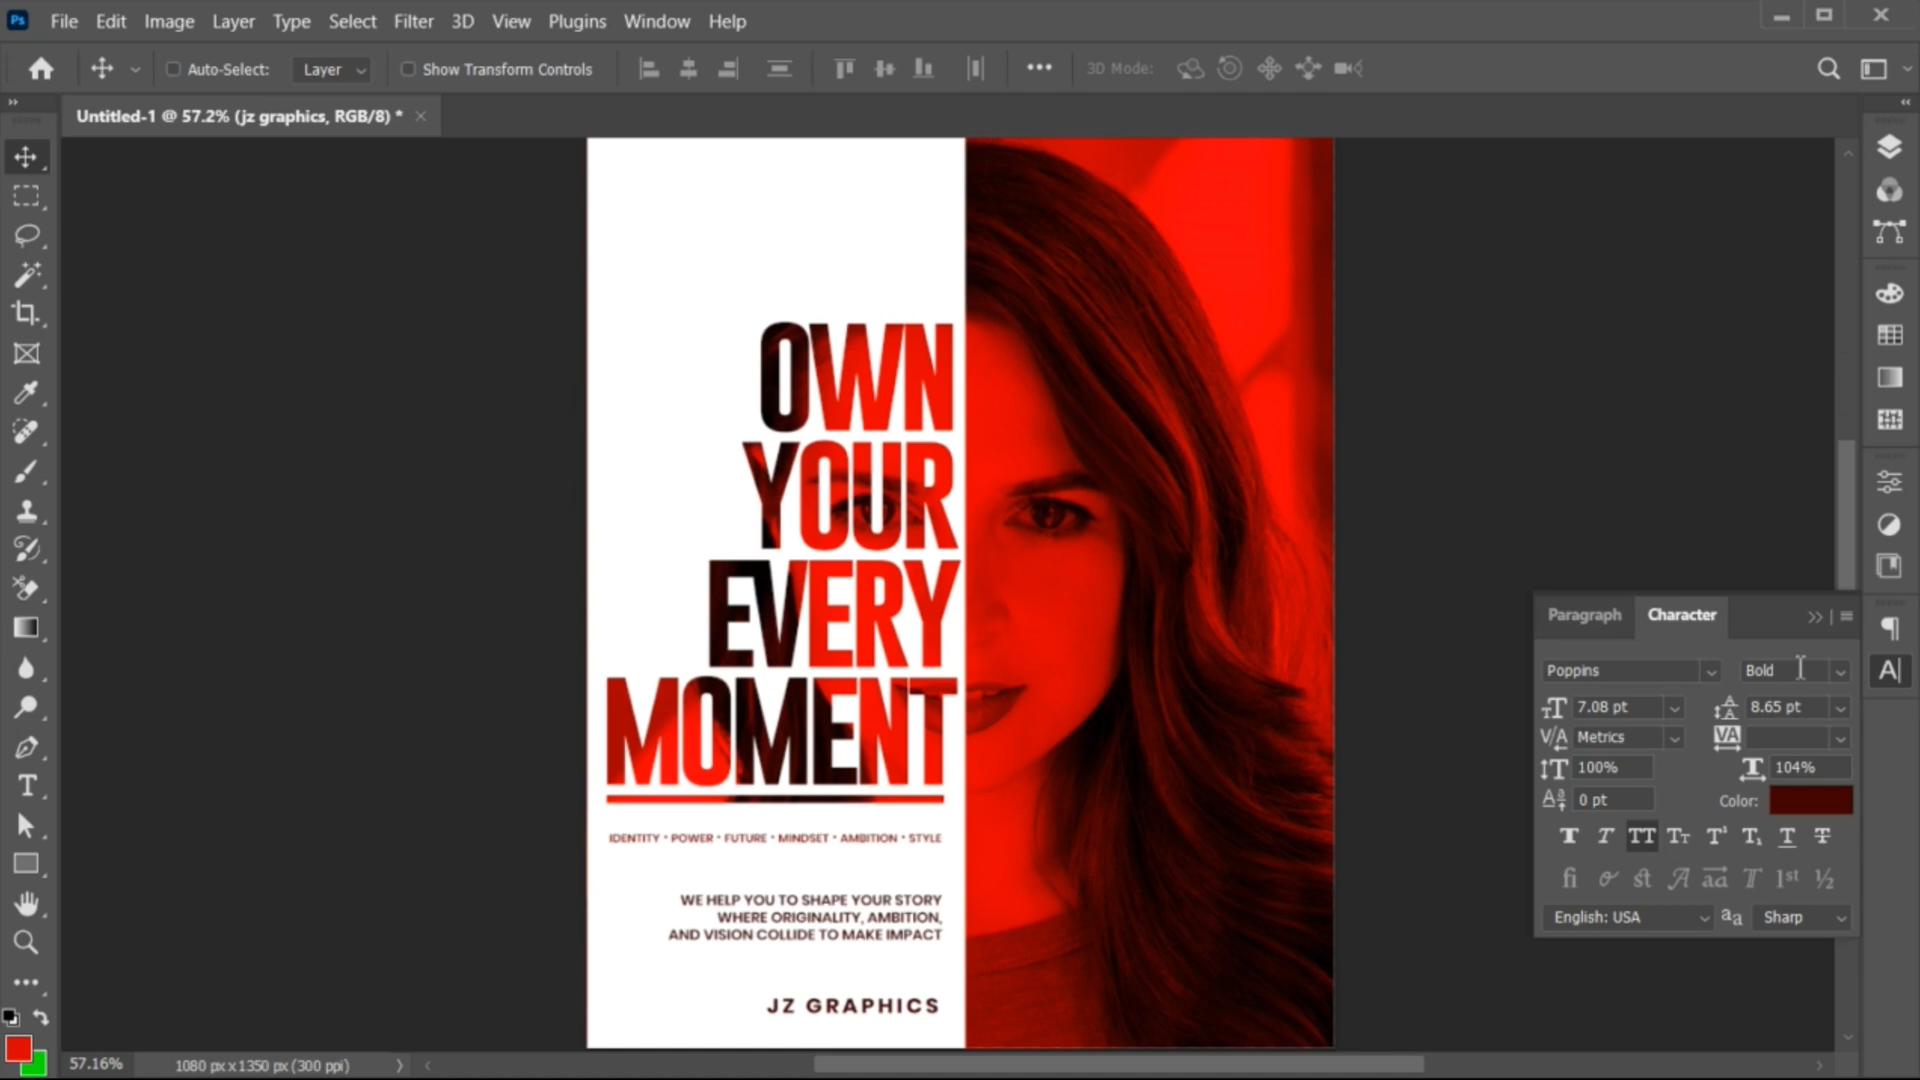 Ps File Edit Image Layer Type Select Filter 3D View Plugins Window Help
Auto-Select: Layer Show Transform Controls 3D Mode:
Untitled-1 @ 57.2% (jz graphics, RGB/8) *
OWN
YOUR
EVERY
MOMENT
IDENTITY • POWER • FUTURE • MINDSET • AMBITION • STYLE
WE HELP YOU TO SHAPE YOUR STORY
WHERE ORIGINALITY, AMBITION,
AND VISION COLLIDE TO MAKE IMPACT
JZ GRAPHICS
Paragraph Character
Poppins Bold
7.08 pt 8.65 pt
Metrics
100% 104%
0 pt Color:
English: USA Sharp
57.16% 1080 px x 1350 px (300 ppi)